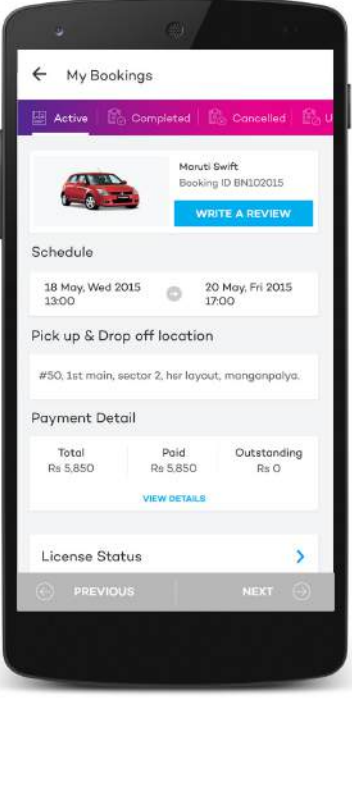 My Bookings
Active Completed Cancelled U
Maruti Swift
Booking ID BN102015
WRITE A REVIEW
Schedule
18 May, Wed 2015
13:00
20 May, Fri 2015
17:00
Pick up & Drop off location
#50, 1st main, sector 2, hsr layout, manganpalya.
Payment Detail
Total Paid Outstanding
Rs 5,850 Rs 5,850 Rs 0
VIEW DETAILS
License Status
PREVIOUS NEXT